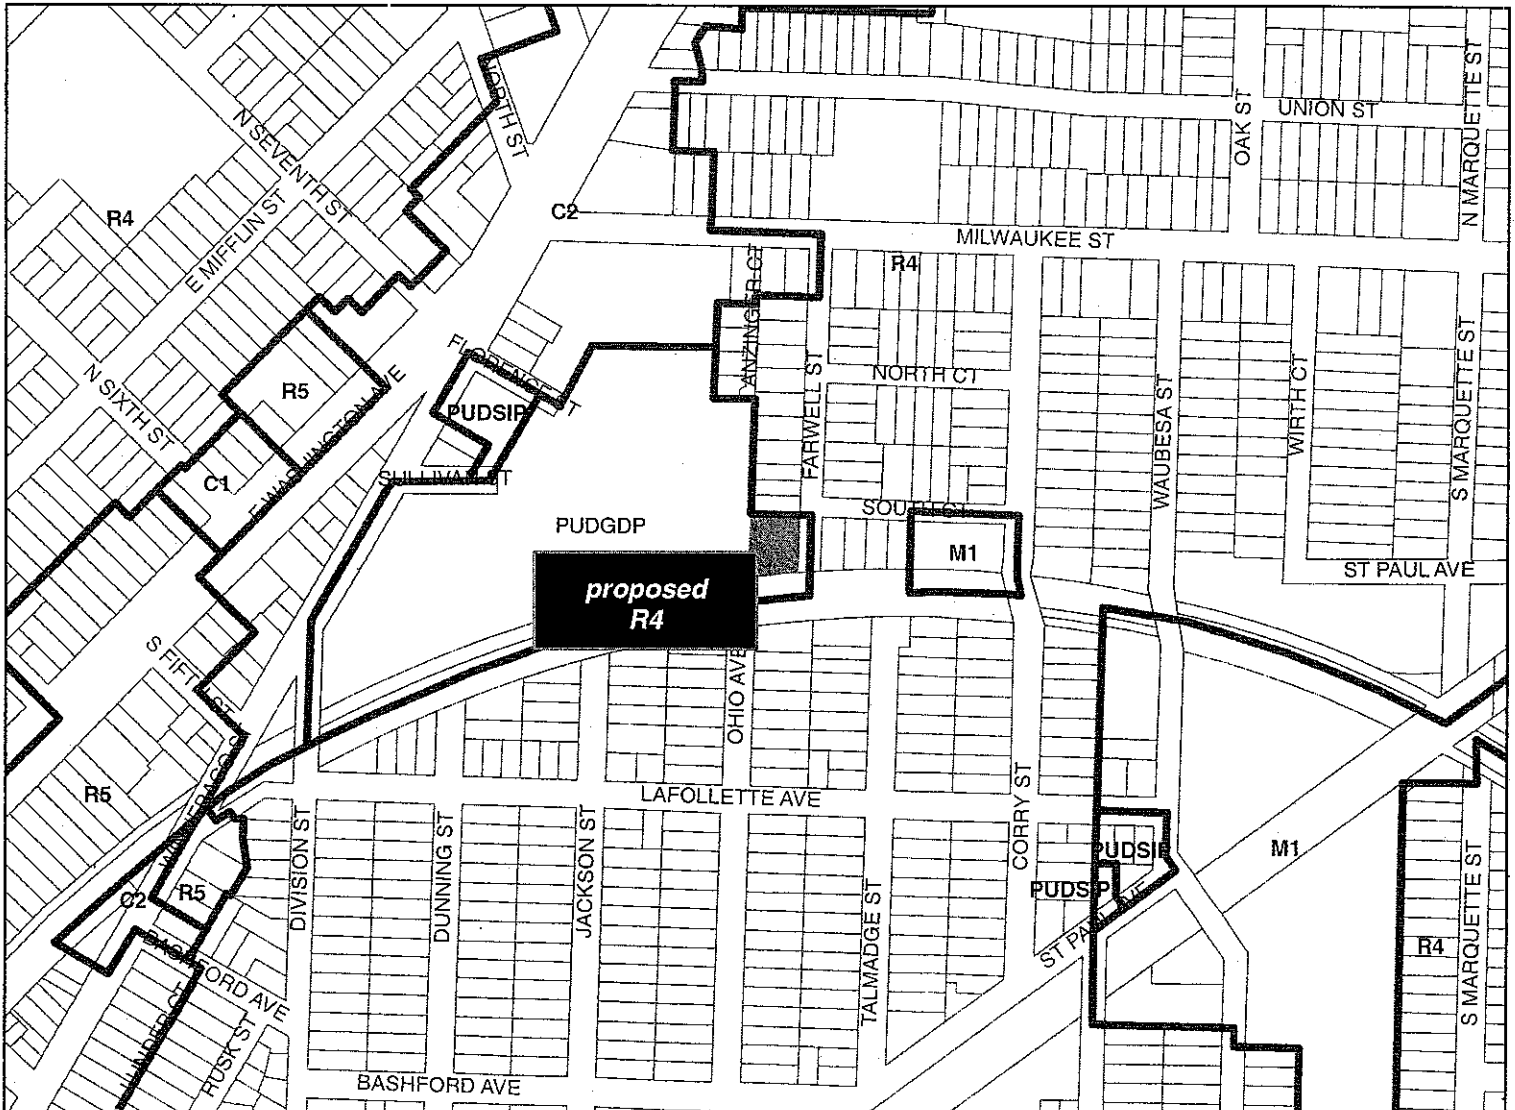 NORTH ST
UNION ST
OAK ST
N MARQUETTE ST
N SEVENTH ST
R4
E MIFFLIN ST
C2
MILWAUKEE ST
R4
ANZINGER CT
FLORENCE CT
R5
E WASHINGTON AVE
N SIXTH ST
PUDSIP
NORTH CT
FARWELL ST
WAUBESA ST
WIRTH CT
S MARQUETTE ST
C1
SULLIVAN ST
SOUTH CT
PUDGDP
M1
ST PAUL AVE
proposed
R4
S FIFTH ST
OHIO AVE
R5
LAFOLLETTE AVE
CORRY ST
DIVISION ST
DUNNING ST
JACKSON ST
PUDSIP
M1
PUDSIP
C2
R5
ST PAUL AVE
TALMADGE ST
R4
S MARQUETTE ST
BASHFORD AVE
RUSK ST
BASHFORD AVE